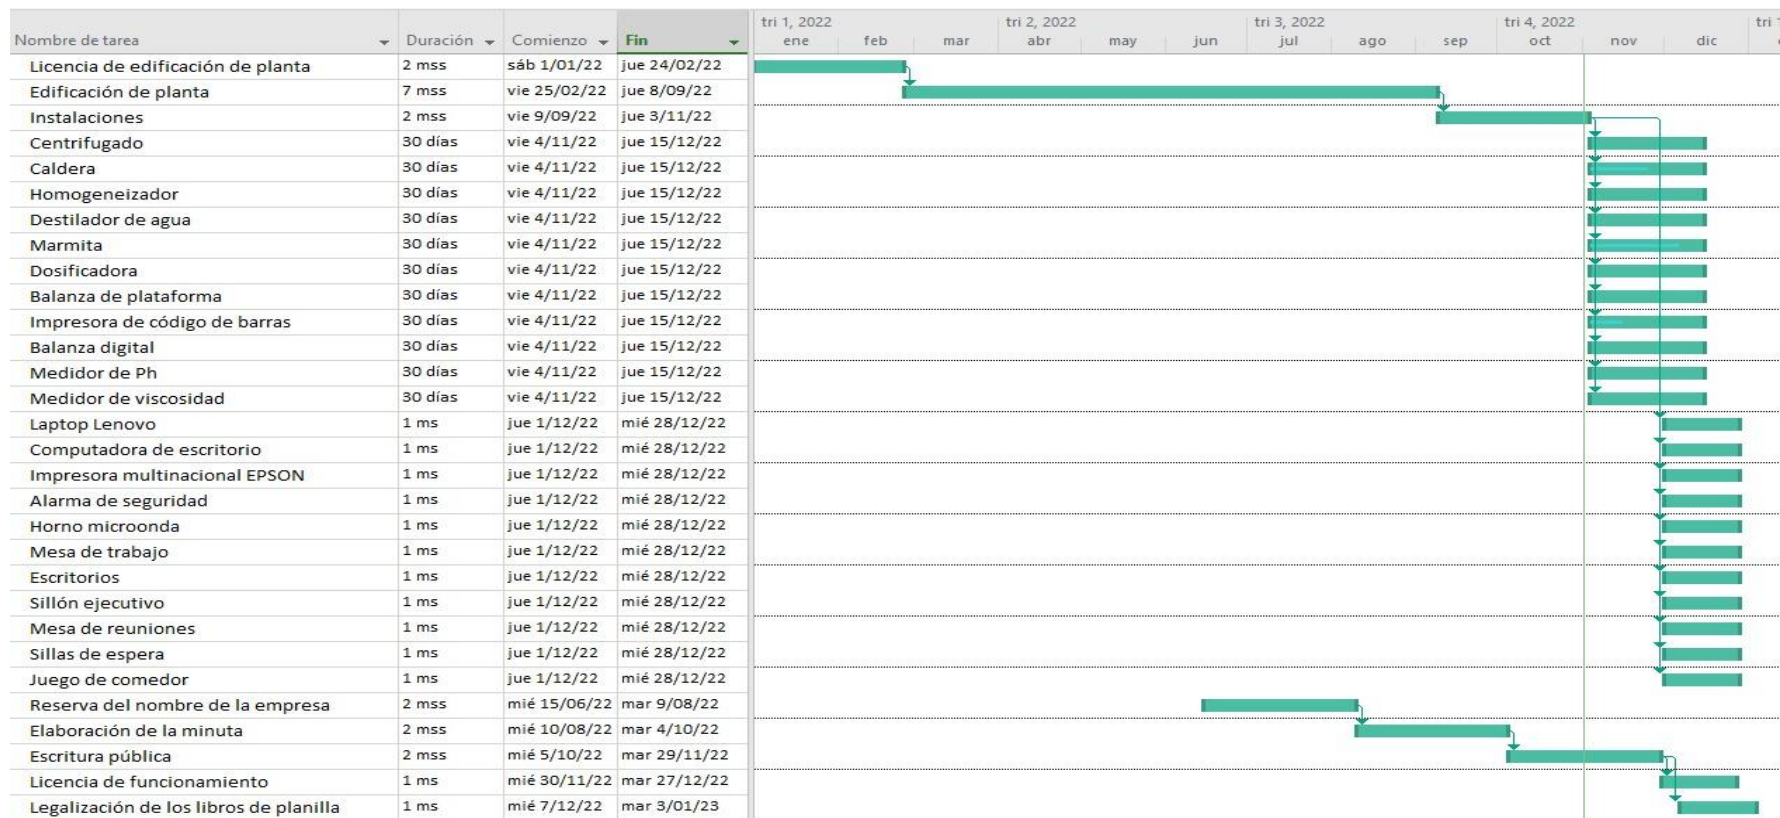 tri 1, 2022 tri 2, 2022 tri 3, 2022 tri 4, 2022 tri
Nombre de tarea Duración Comienzo Fin ene feb mar abr may jun jul ago sep oct nov dic
Licencia de edificación de planta 2 mss sáb 1/01/22 jue 24/02/22
Edificación de planta 7 mss vie 25/02/22 jue 8/09/22
Instalaciones 2 mss vie 9/09/22 jue 3/11/22
Centrifugado 30 días vie 4/11/22 jue 15/12/22
Caldera 30 días vie 4/11/22 jue 15/12/22
Homogeneizador 30 días vie 4/11/22 jue 15/12/22
Destilador de agua 30 días vie 4/11/22 jue 15/12/22
Marmita 30 días vie 4/11/22 jue 15/12/22
Dosificadora 30 días vie 4/11/22 jue 15/12/22
Balanza de plataforma 30 días vie 4/11/22 jue 15/12/22
Impresora de código de barras 30 días vie 4/11/22 jue 15/12/22
Balanza digital 30 días vie 4/11/22 jue 15/12/22
Medidor de Ph 30 días vie 4/11/22 jue 15/12/22
Medidor de viscosidad 30 días vie 4/11/22 jue 15/12/22
Laptop Lenovo 1 ms jue 1/12/22 mié 28/12/22
Computadora de escritorio 1 ms jue 1/12/22 mié 28/12/22
Impresora multinacional EPSON 1 ms jue 1/12/22 mié 28/12/22
Alarma de seguridad 1 ms jue 1/12/22 mié 28/12/22
Horno microonda 1 ms jue 1/12/22 mié 28/12/22
Mesa de trabajo 1 ms jue 1/12/22 mié 28/12/22
Escritorios 1 ms jue 1/12/22 mié 28/12/22
Sillón ejecutivo 1 ms jue 1/12/22 mié 28/12/22
Mesa de reuniones 1 ms jue 1/12/22 mié 28/12/22
Sillas de espera 1 ms jue 1/12/22 mié 28/12/22
Juego de comedor 1 ms jue 1/12/22 mié 28/12/22
Reserva del nombre de la empresa 2 mss mié 15/06/22 mar 9/08/22
Elaboración de la minuta 2 mss mié 10/08/22 mar 4/10/22
Escritura pública 2 mss mié 5/10/22 mar 29/11/22
Licencia de funcionamiento 1 ms mié 30/11/22 mar 27/12/22
Legalización de los libros de planilla 1 ms mié 7/12/22 mar 3/01/23